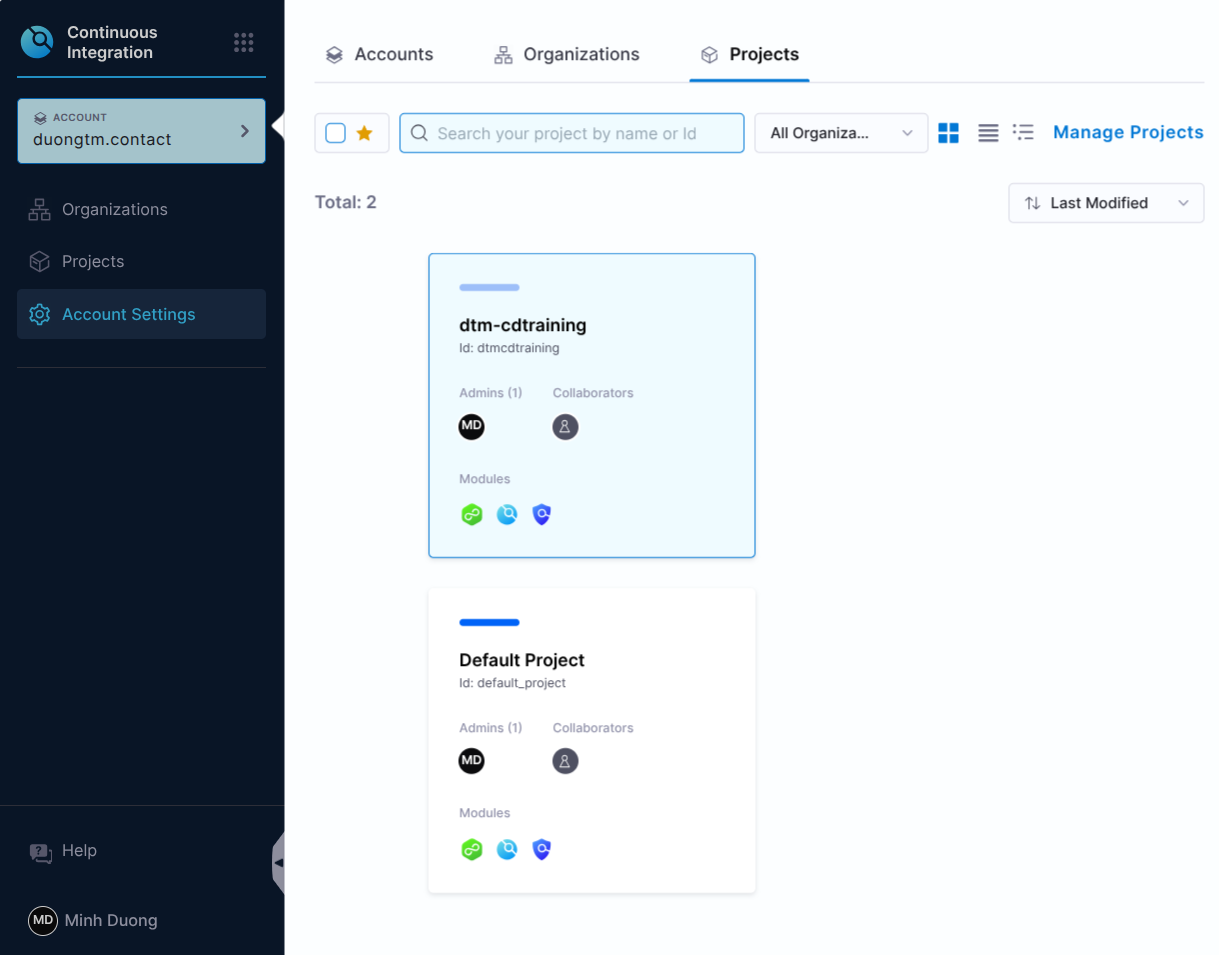 Continuous
Integration
ACCOUNT
duongtm.contact
Organizations
Projects
Account Settings
Help
MD Minh Duong
Accounts Organizations Projects
Search your project by name or Id All Organiza... Manage Projects
Total: 2 Last Modified
dtm-cdtraining
Id: dtmcdtraining
Admins (1) Collaborators
MD
Modules
Default Project
Id: default_project
Admins (1) Collaborators
MD
Modules